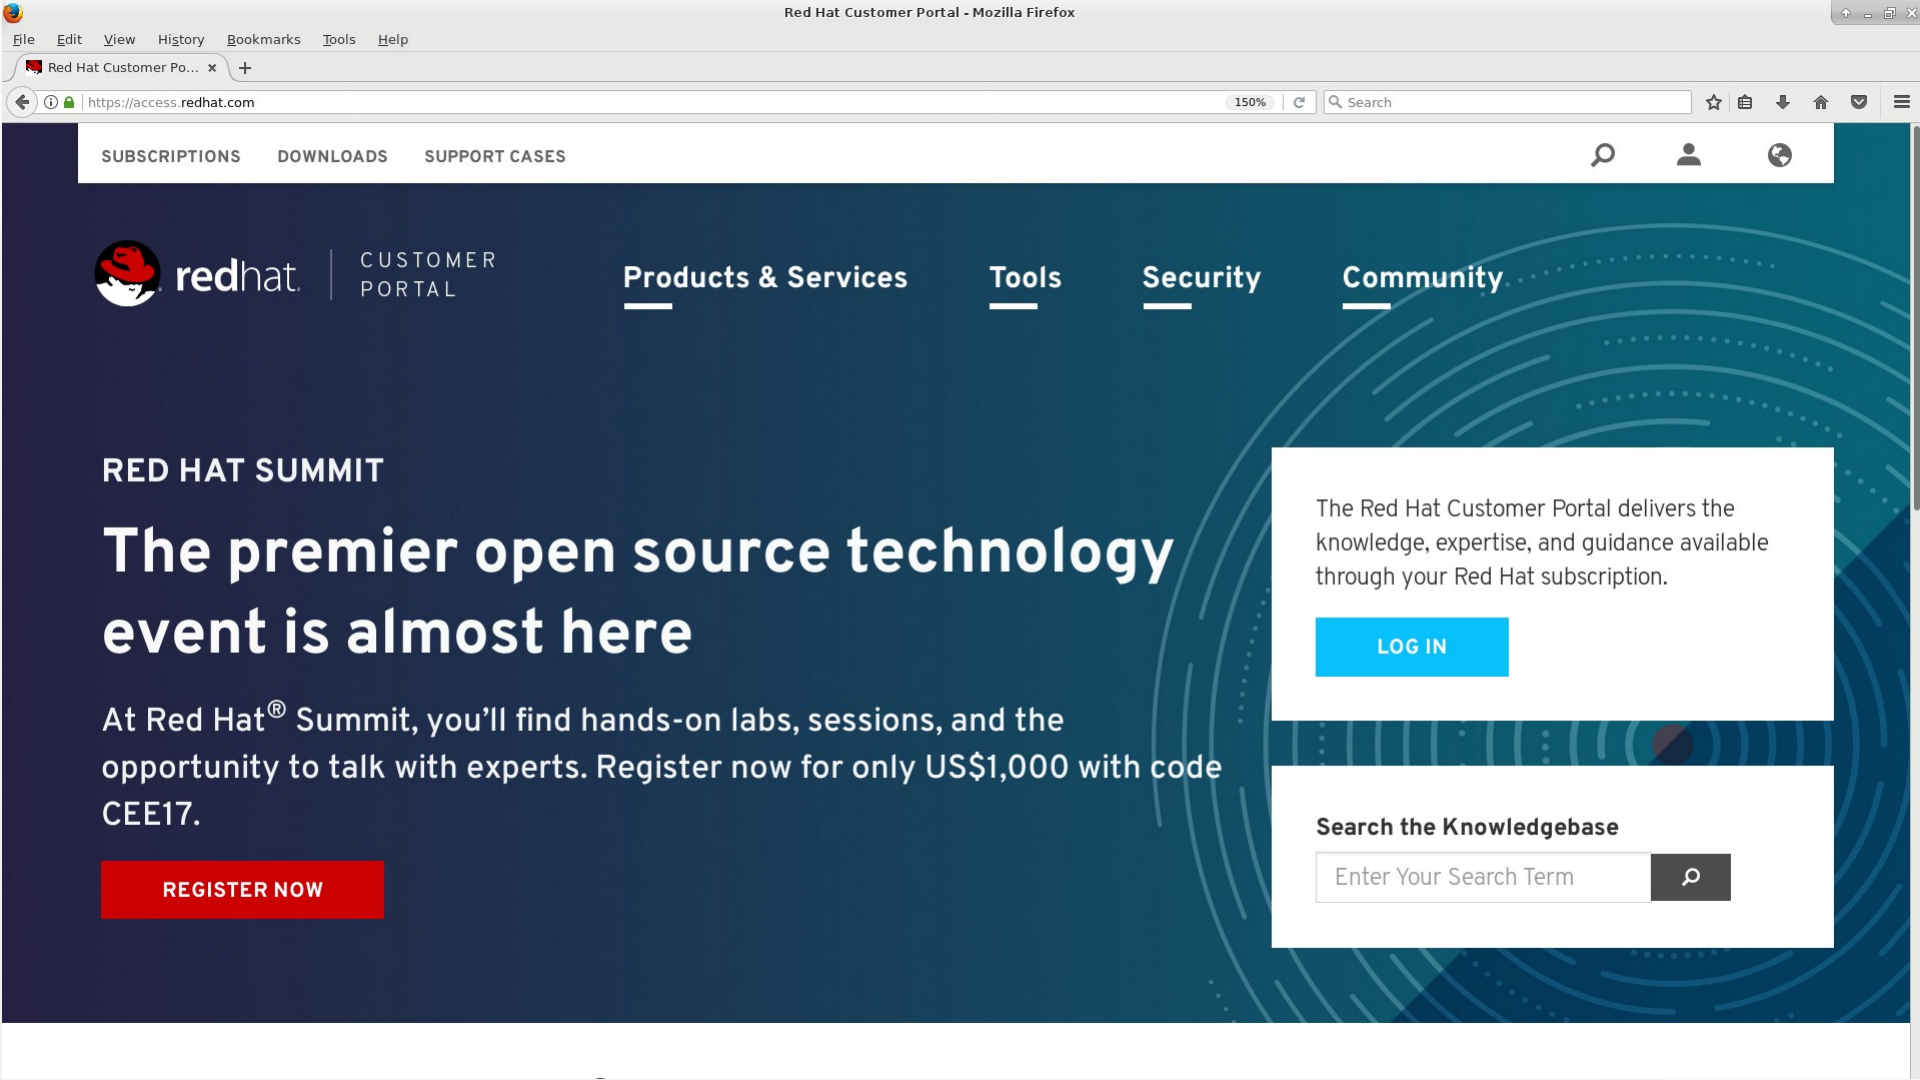 Red Hat Customer Portal - Mozilla Firefox
File Edit View History Bookmarks Tools Help
Red Hat Customer Po...
https://access.redhat.com
150%
Search
SUBSCRIPTIONS DOWNLOADS SUPPORT CASES
redhat.
CUSTOMER
PORTAL
Products & Services Tools Security Community
RED HAT SUMMIT
The premier open source technology
event is almost here
At Red Hat® Summit, you’ll find hands-on labs, sessions, and the
opportunity to talk with experts. Register now for only US$1,000 with code
CEE17.
REGISTER NOW
The Red Hat Customer Portal delivers the
knowledge, expertise, and guidance available
through your Red Hat subscription.
LOG IN
Search the Knowledgebase
Enter Your Search Term